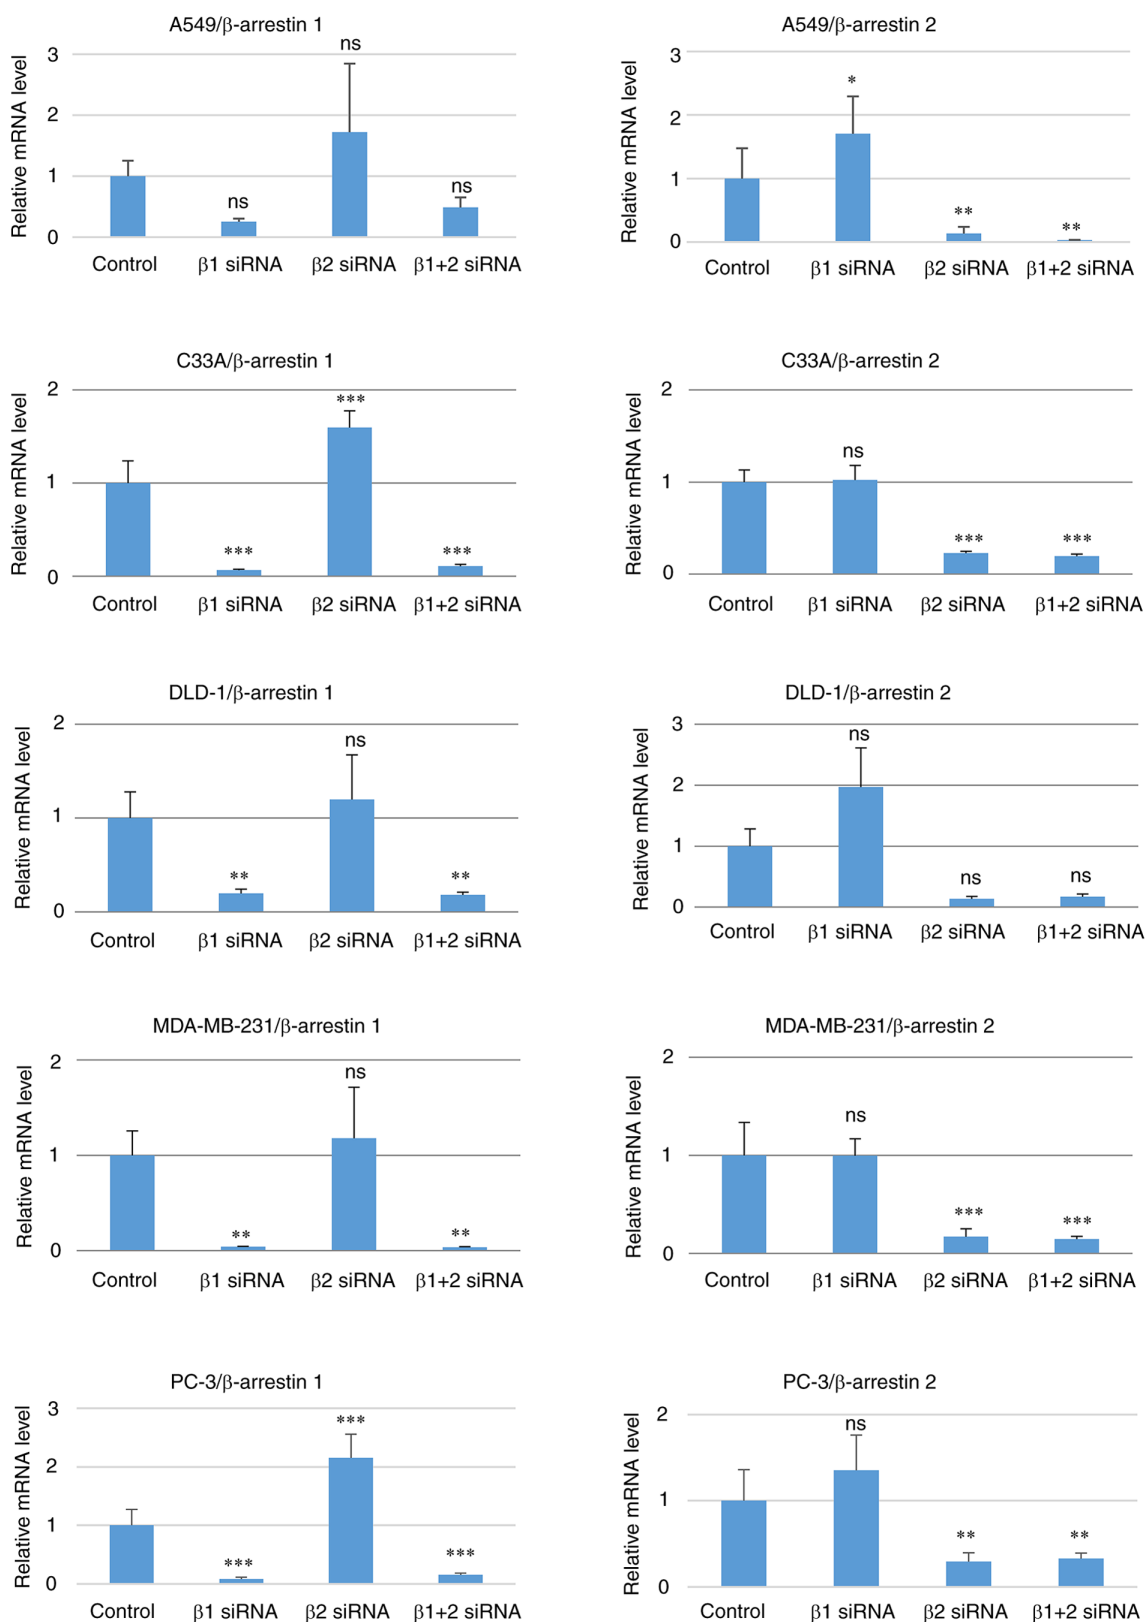 A549/β-arrestin 1
Relative mRNA level
3
2
1
0
ns
ns
ns
Control β1 siRNA β2 siRNA β1+2 siRNA
A549/β-arrestin 2
Relative mRNA level
3
2
1
0
*
**
**
Control β1 siRNA β2 siRNA β1+2 siRNA
C33A/β-arrestin 1
Relative mRNA level
2
1
0
***
***
***
Control β1 siRNA β2 siRNA β1+2 siRNA
C33A/β-arrestin 2
Relative mRNA level
2
1
0
ns
***
***
Control β1 siRNA β2 siRNA β1+2 siRNA
DLD-1/β-arrestin 1
Relative mRNA level
2
1
0
**
ns
**
Control β1 siRNA β2 siRNA β1+2 siRNA
DLD-1/β-arrestin 2
Relative mRNA level
3
2
1
0
ns
ns
ns
Control β1 siRNA β2 siRNA β1+2 siRNA
MDA-MB-231/β-arrestin 1
Relative mRNA level
2
1
0
**
ns
**
Control β1 siRNA β2 siRNA β1+2 siRNA
MDA-MB-231/β-arrestin 2
Relative mRNA level
2
1
0
ns
***
***
Control β1 siRNA β2 siRNA β1+2 siRNA
PC-3/β-arrestin 1
Relative mRNA level
3
2
1
0
***
***
***
Control β1 siRNA β2 siRNA β1+2 siRNA
PC-3/β-arrestin 2
Relative mRNA level
2
1
0
ns
**
**
Control β1 siRNA β2 siRNA β1+2 siRNA